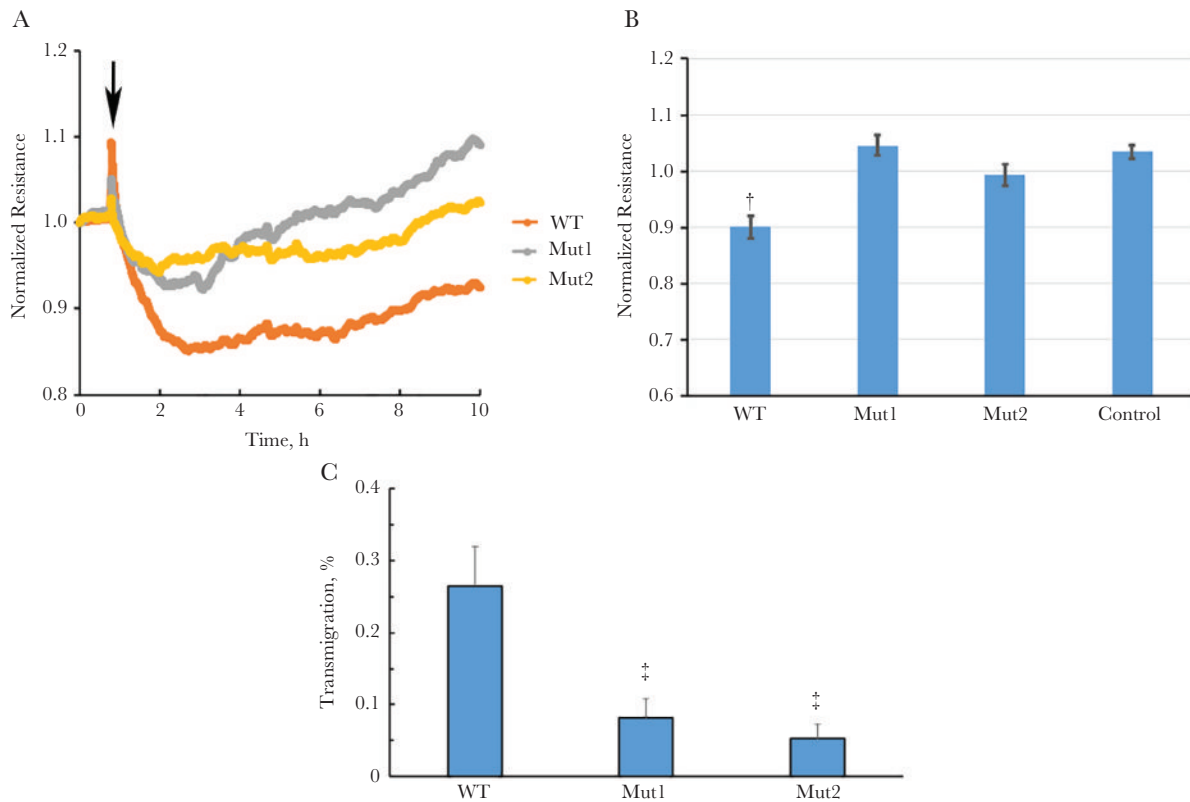 A
Normalized Resistance
1.2
1.1
1.0
0.9
0.8
0 2 4 6 8 10
Time, h
WT
Mut1
Mut2
B
Normalized Resistance
1.2
1.1
1.0
0.9
0.8
0.7
0.6
†
WT Mut1 Mut2 Control
C
Transmigration, %
0.4
0.3
0.2
0.1
0
‡ ‡
WT Mut1 Mut2